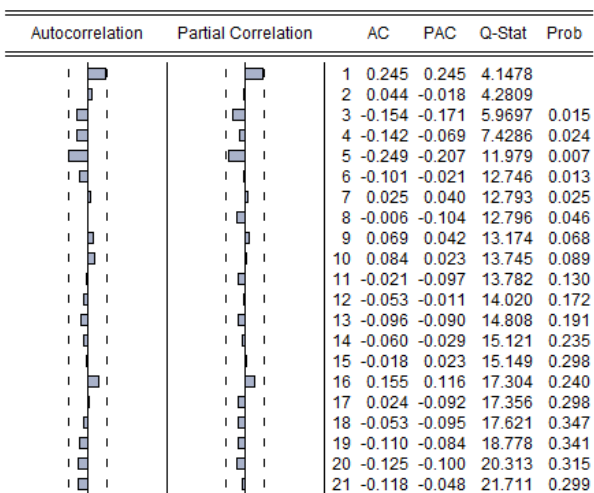 Autocorrelation Partial Correlation AC PAC Q-Stat Prob
1 0.245 0.245 4.1478
2 0.044 -0.018 4.2809
3 -0.154 -0.171 5.9697 0.015
4 -0.142 -0.069 7.4286 0.024
5 -0.249 -0.207 11.979 0.007
6 -0.101 -0.021 12.746 0.013
7 0.025 0.040 12.793 0.025
8 -0.006 -0.104 12.796 0.046
9 0.069 0.042 13.174 0.068
10 0.084 0.023 13.745 0.089
11 -0.021 -0.097 13.782 0.130
12 -0.053 -0.011 14.020 0.172
13 -0.096 -0.090 14.808 0.191
14 -0.060 -0.029 15.121 0.235
15 -0.018 0.023 15.149 0.298
16 0.155 0.116 17.304 0.240
17 0.024 -0.092 17.356 0.298
18 -0.053 -0.095 17.621 0.347
19 -0.110 -0.084 18.778 0.341
20 -0.125 -0.100 20.313 0.315
21 -0.118 -0.048 21.711 0.299